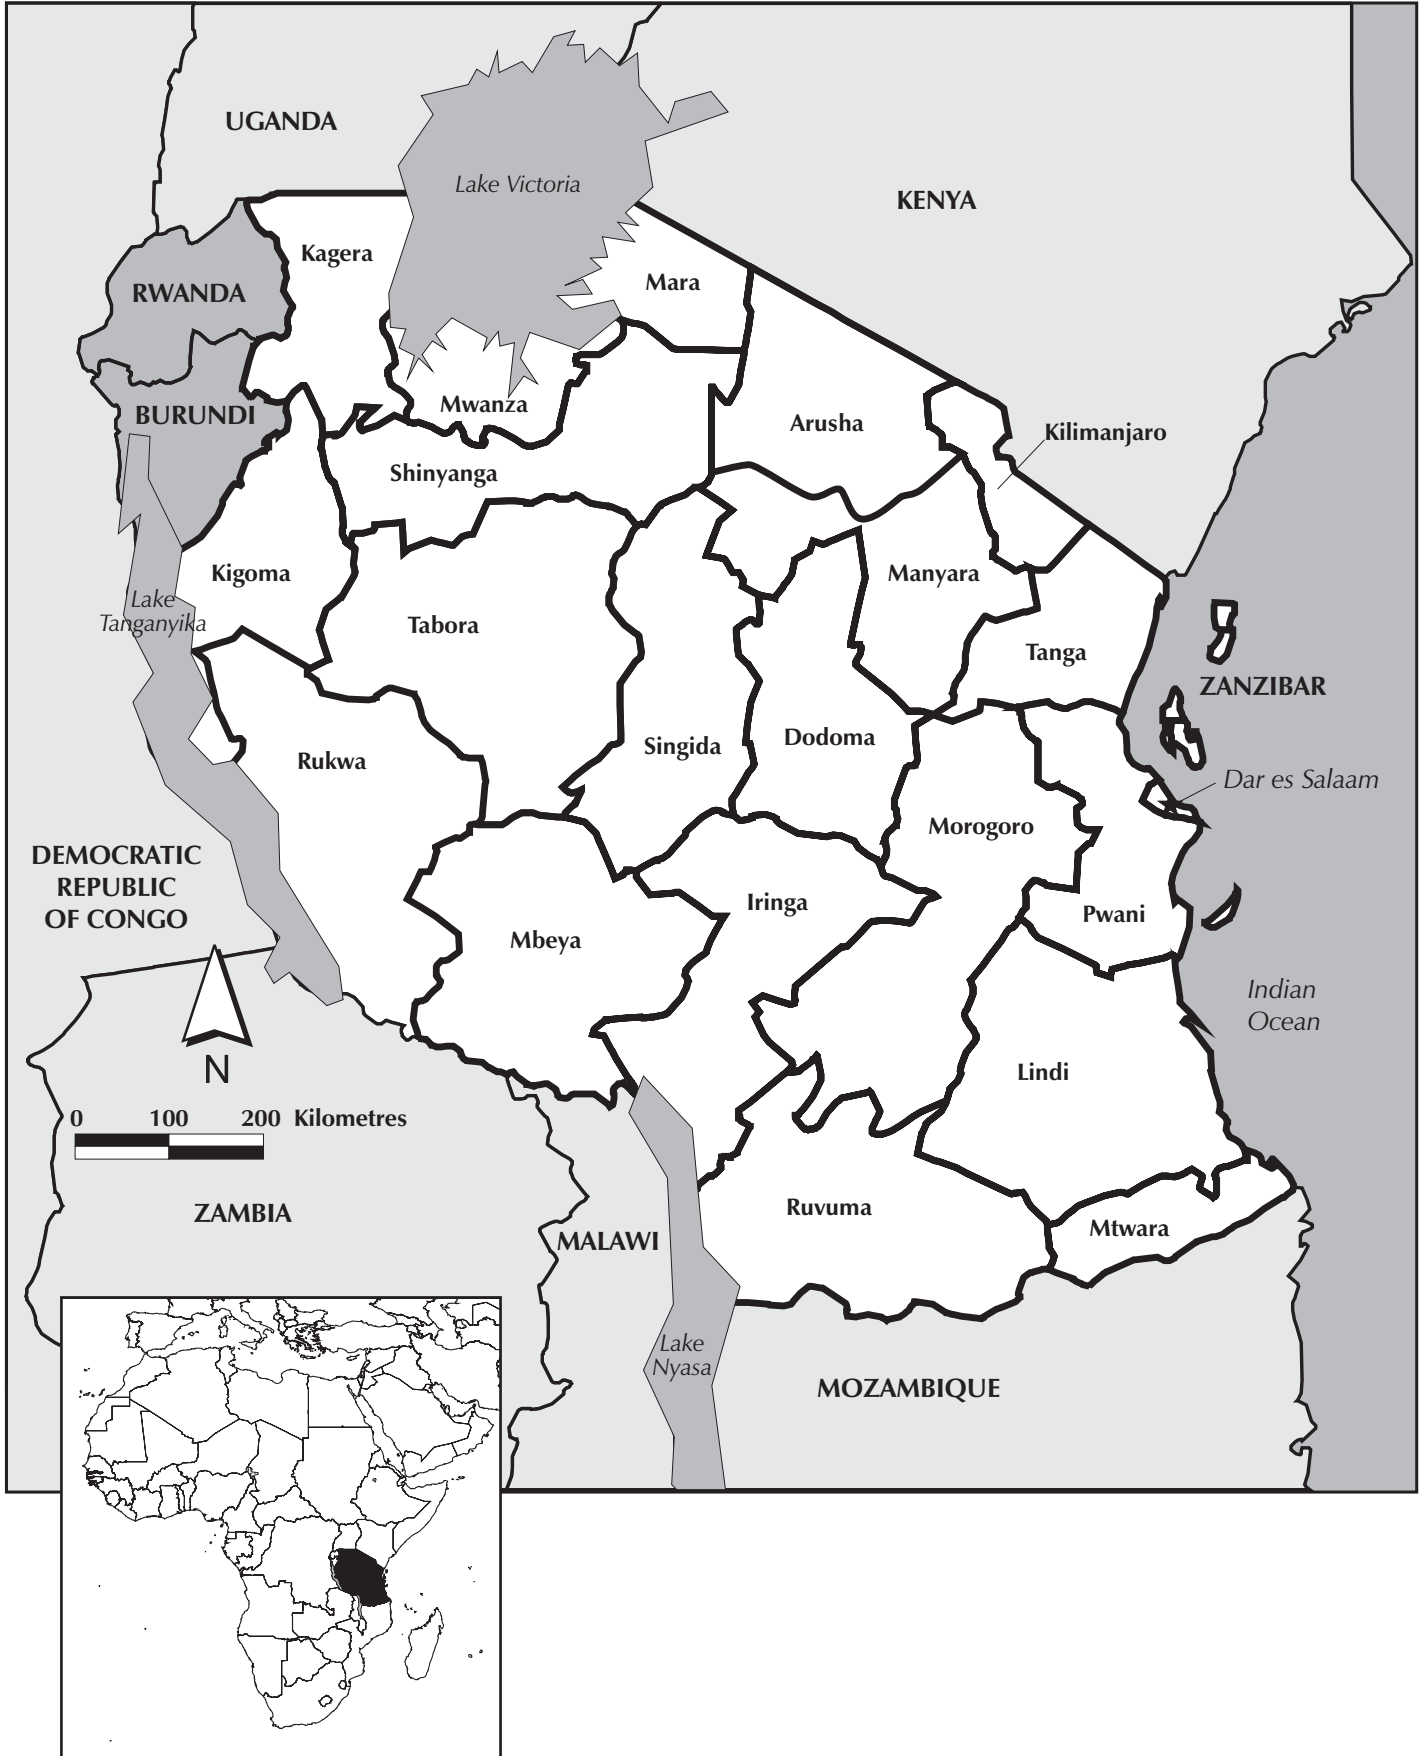 UGANDA
Lake Victoria
KENYA
Kagera
Mara
RWANDA
BURUNDI
Mwanza
Arusha
Kilimanjaro
Shinyanga
Kigoma
Manyara
Lake
Tanganyika
Tabora
Tanga
ZANZIBAR
Rukwa
Singida
Dodoma
Dar es Salaam
Morogoro
DEMOCRATIC
REPUBLIC
OF CONGO
Iringa
Pwani
Mbeya
Indian
Ocean
N
Lindi
0 100 200 Kilometres
ZAMBIA
Ruvuma
Mtwara
MALAWI
Lake
Nyasa
MOZAMBIQUE